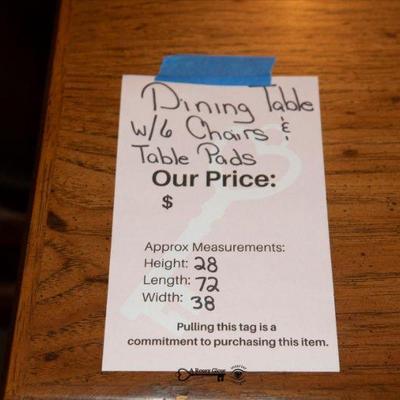 Dining Table
w/6 Chairs &
Table Pads
Our Price:
$
Approx Measurements:
Height: 28
Length: 72
Width: 38
Pulling this tag is a
commitment to purchasing this item.